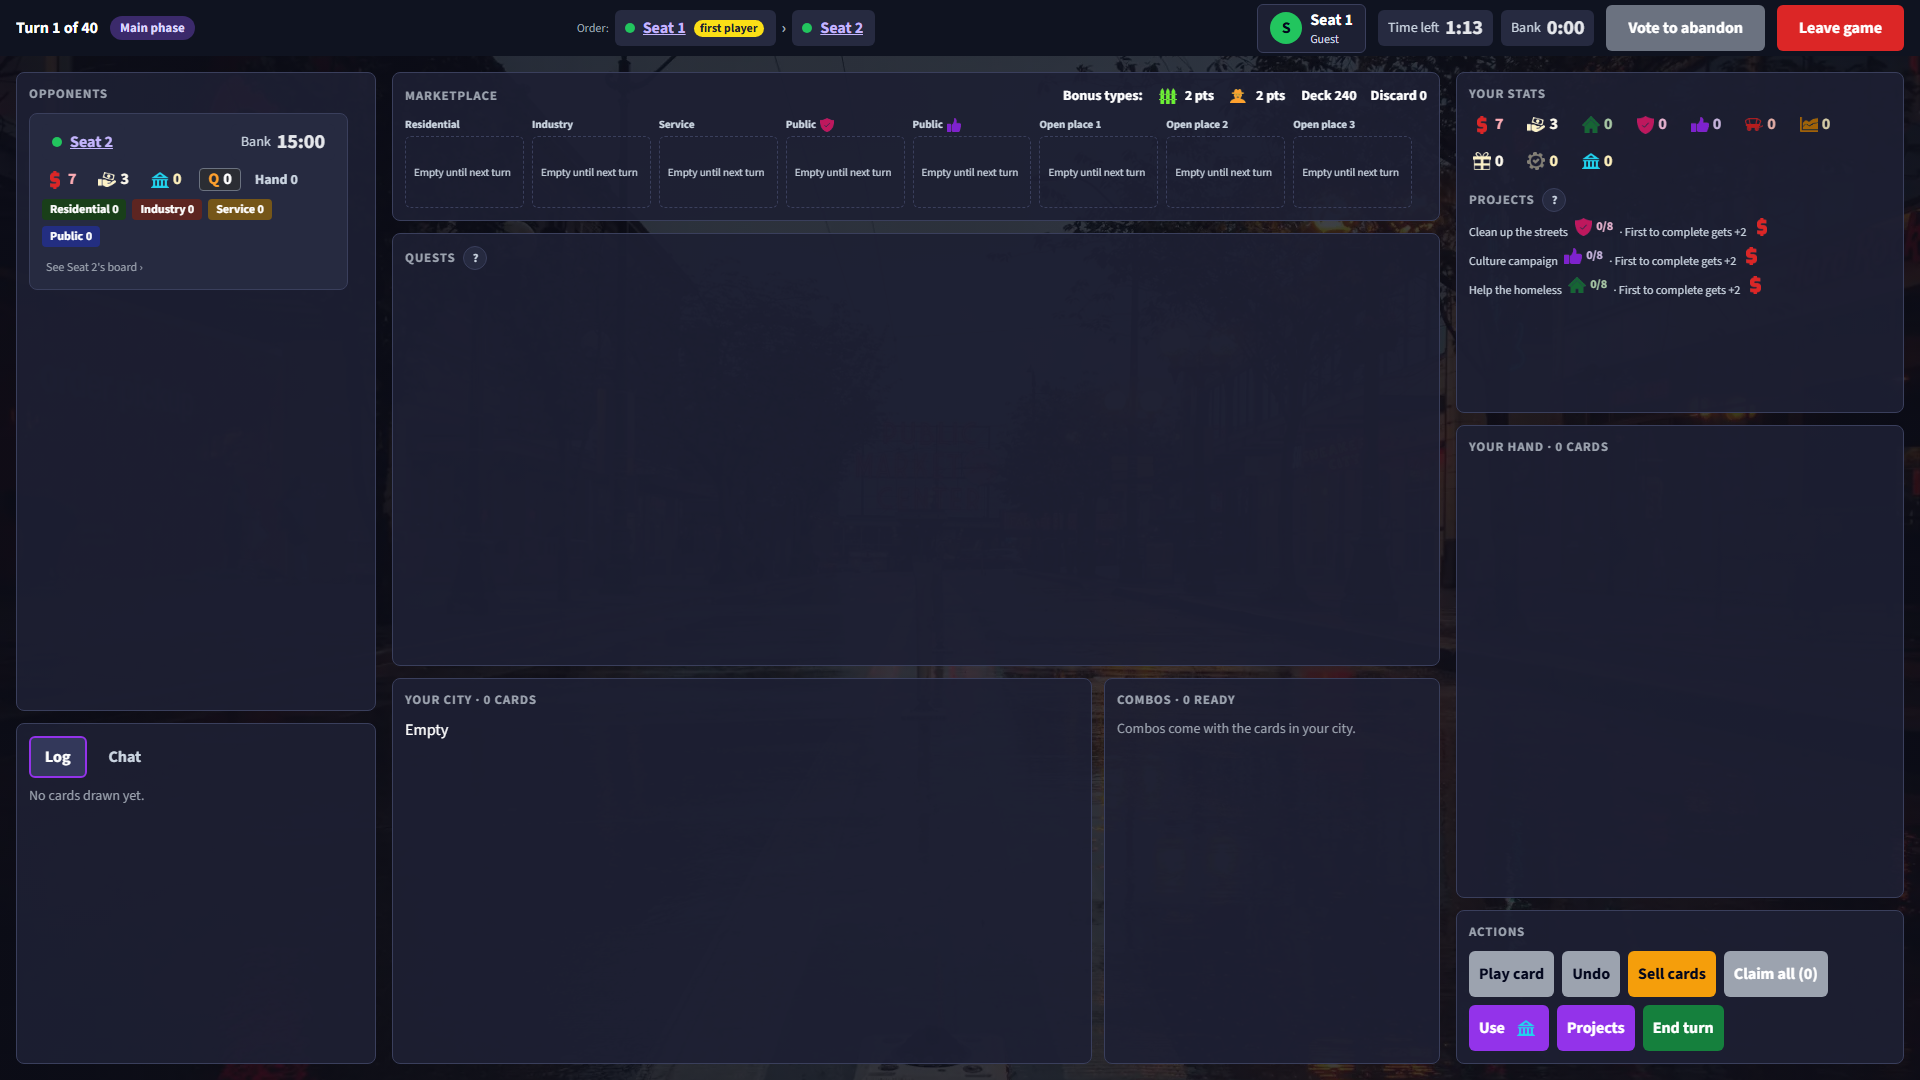 Turn 1 of 40 Main phase
Order: Seat 1 first player › Seat 2
S Seat 1 Guest
Time left 1:13
Bank 0:00
Vote to abandon
Leave game
OPPONENTS
Seat 2 Bank 15:00
7 3 0 Q 0 Hand 0
Residential 0 Industry 0 Service 0
Public 0
See Seat 2's board ›
Log Chat
No cards drawn yet.
MARKETPLACE
Bonus types: 2 pts 2 pts Deck 240 Discard 0
Residential Industry Service Public Public Open place 1 Open place 2 Open place 3
Empty until next turn Empty until next turn Empty until next turn Empty until next turn Empty until next turn Empty until next turn Empty until next turn Empty until next turn
QUESTS ?
YOUR CITY · 0 CARDS
Empty
COMBOS · 0 READY
Combos come with the cards in your city.
YOUR STATS
$ 7 3 0 0 0 0 0
0 0 0
PROJECTS ?
Clean up the streets 0/8 · First to complete gets +2 $
Culture campaign 0/8 · First to complete gets +2 $
Help the homeless 0/8 · First to complete gets +2 $
YOUR HAND · 0 CARDS
ACTIONS
Play card Undo Sell cards Claim all (0)
Use Projects End turn